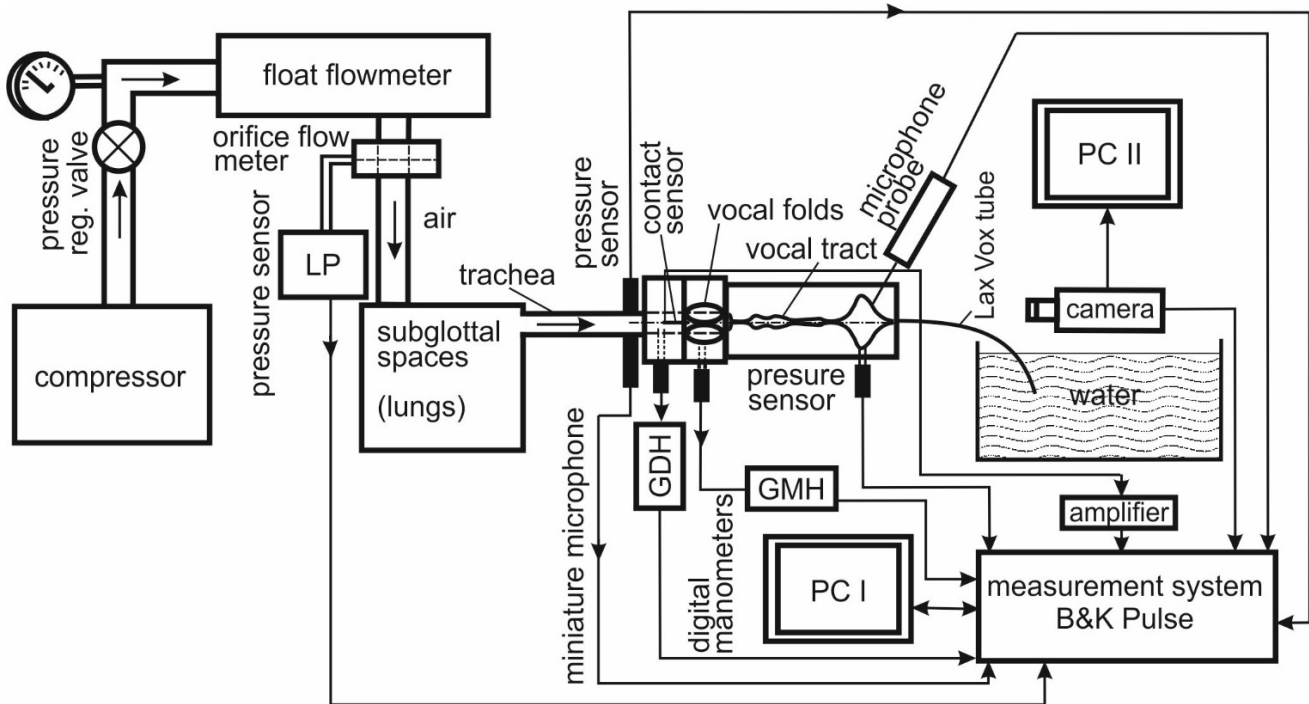 float flowmeter
orifice flow
meter
pressure
reg. valve
pressure sensor
LP
air
compressor
subglottal
spaces
(lungs)
trachea
pressure
sensor
contact
sensor
vocal folds
vocal tract
microphone
probe
Lax Vox tube
PC II
camera
water
presure
sensor
miniature microphone
GDH
GMH
digital
manometers
PC I
amplifier
measurement system
B&K Pulse